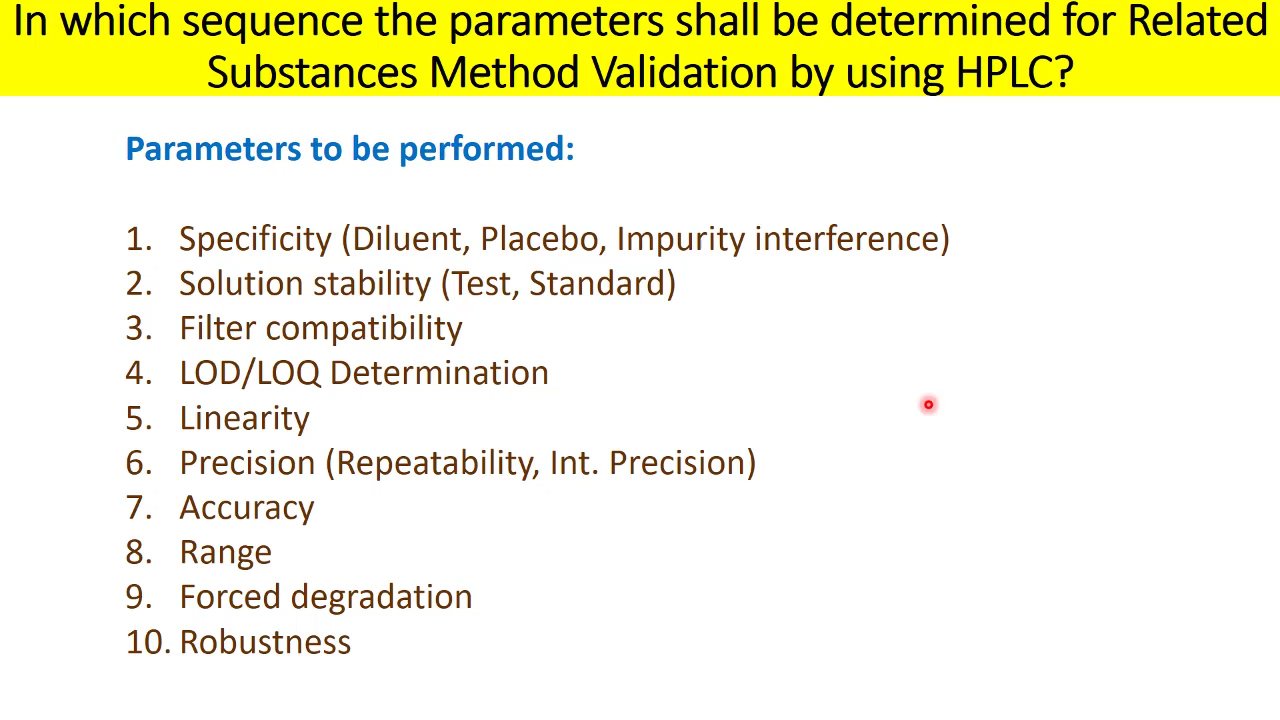 In which sequence the parameters shall be determined for Related
Substances Method Validation by using HPLC?
Parameters to be performed:
1. Specificity (Diluent, Placebo, Impurity interference)
2. Solution stability (Test, Standard)
3. Filter compatibility
4. LOD/LOQ Determination
5. Linearity
6. Precision (Repeatability, Int. Precision)
7. Accuracy
8. Range
9. Forced degradation
10. Robustness